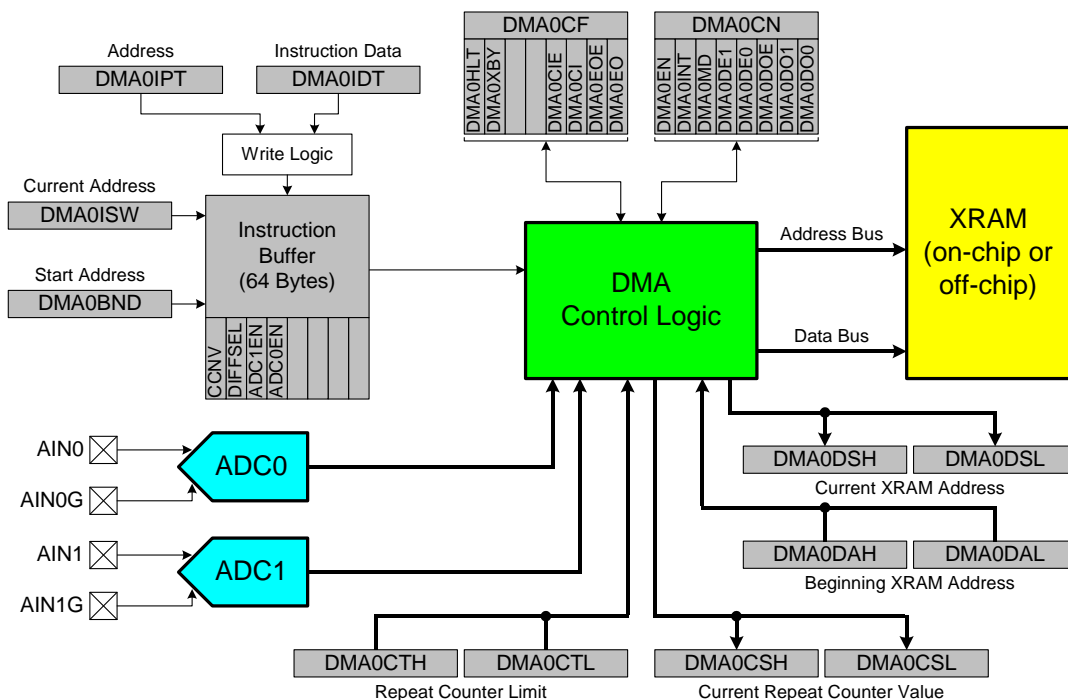 DMA0CF
DMA0HLT
DMA0XBY
DMA0CIE
DMA0CI
DMA0EOE
DMA0EO
DMA0CN
DMA0EN
DMA0INT
DMA0MD
DMA0DE1
DMA0DE0
DMA0DOE
DMA0DO1
DMA0DO0
Address
DMA0IPT
Instruction Data
DMA0IDT
Write Logic
Current Address
DMA0ISW
Start Address
DMA0BND
Instruction
Buffer
(64 Bytes)
CCNV
DIFFSEL
ADC1EN
ADC0EN
DMA
Control Logic
Address Bus
Data Bus
XRAM
(on-chip or
off-chip)
AIN0
AIN0G
ADC0
AIN1
AIN1G
ADC1
DMA0DSH
DMA0DSL
Current XRAM Address
DMA0DAH
DMA0DAL
Beginning XRAM Address
DMA0CTH
DMA0CTL
Repeat Counter Limit
DMA0CSH
DMA0CSL
Current Repeat Counter Value